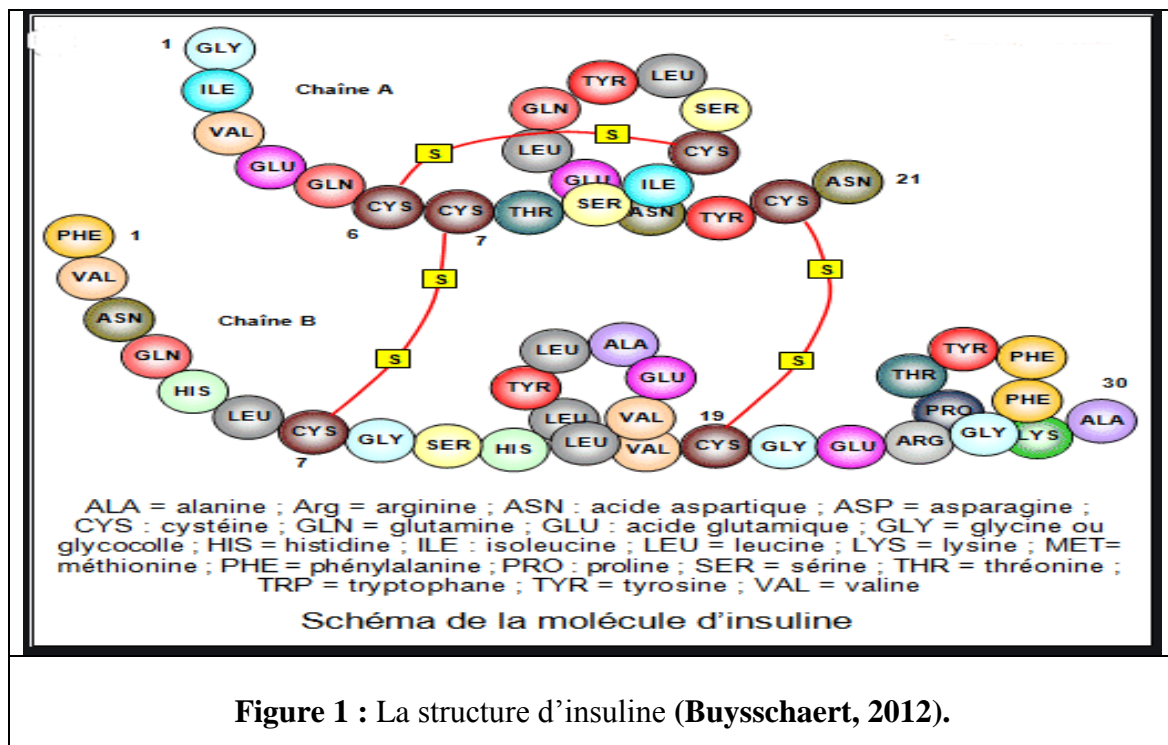 1 GLY
ILE
Chaîne A
VAL
GLU
GLN
CYS
6
CYS
7
THR
SER
ILE
CYS
SER
LEU
TYR
GLN
LEU
GLU
ASN
TYR
CYS
ASN 21
S
S
S
S
S
S
PHE 1
VAL
Chaîne B
ASN
GLN
HIS
LEU
CYS
7
GLY
SER
HIS
LEU
VAL
GLU
ALA
LEU
TYR
LEU
VAL
19
CYS
GLY
GLU
ARG
GLY
PHE
PHE
TYR
THR
PRO
LYS
30
ALA
ALA = alanine ; Arg = arginine ; ASN : acide aspartique ; ASP = asparagine ;
CYS : cystéine ; GLN = glutamine ; GLU : acide glutamique ; GLY = glycine ou
glycocolle ; HIS = histidine ; ILE : isoleucine ; LEU = leucine ; LYS = lysine ; MET=
méthionine ; PHE = phénylalanine ; PRO : proline ; SER = sérine ; THR = thréonine ;
TRP = tryptophane ; TYR = tyrosine ; VAL = valine
Schéma de la molécule d'insuline
Figure 1 : La structure d'insuline (Buysschaert, 2012).